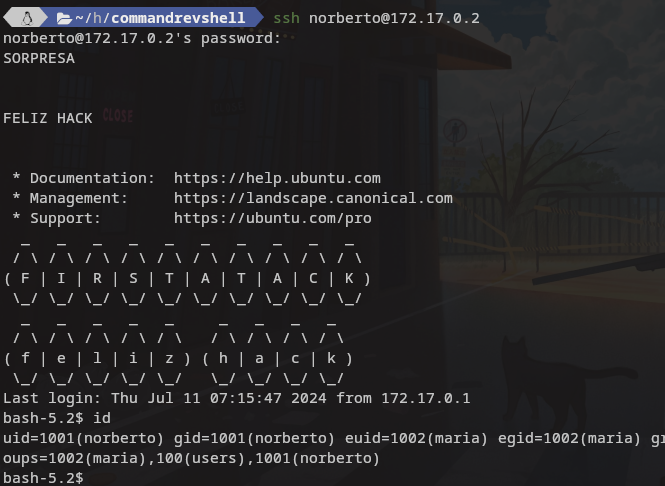 ~/h/commandrevshell ssh norberto@172.17.0.2
norberto@172.17.0.2's password:
SORPRESA
CLOSE
FELIZ HACK
 * Documentation:  https://help.ubuntu.com
 * Management:     https://landscape.canonical.com
 * Support:        https://ubuntu.com/pro
  _   _   _   _   _   _   _   _   _   _
 / \ / \ / \ / \ / \ / \ / \ / \ / \ / \
( F | I | R | S | T | A | T | A | C | K )
 \_/ \_/ \_/ \_/ \_/ \_/ \_/ \_/ \_/ \_/
  _   _   _   _   _     _   _   _   _
 / \ / \ / \ / \ / \   / \ / \ / \ / \
( f | e | l | i | z ) ( h | a | c | k )
 \_/ \_/ \_/ \_/ \_/   \_/ \_/ \_/ \_/
Last login: Thu Jul 11 07:15:47 2024 from 172.17.0.1
bash-5.2$ id
uid=1001(norberto) gid=1001(norberto) euid=1002(maria) egid=1002(maria) gr
oups=1002(maria),100(users),1001(norberto)
bash-5.2$